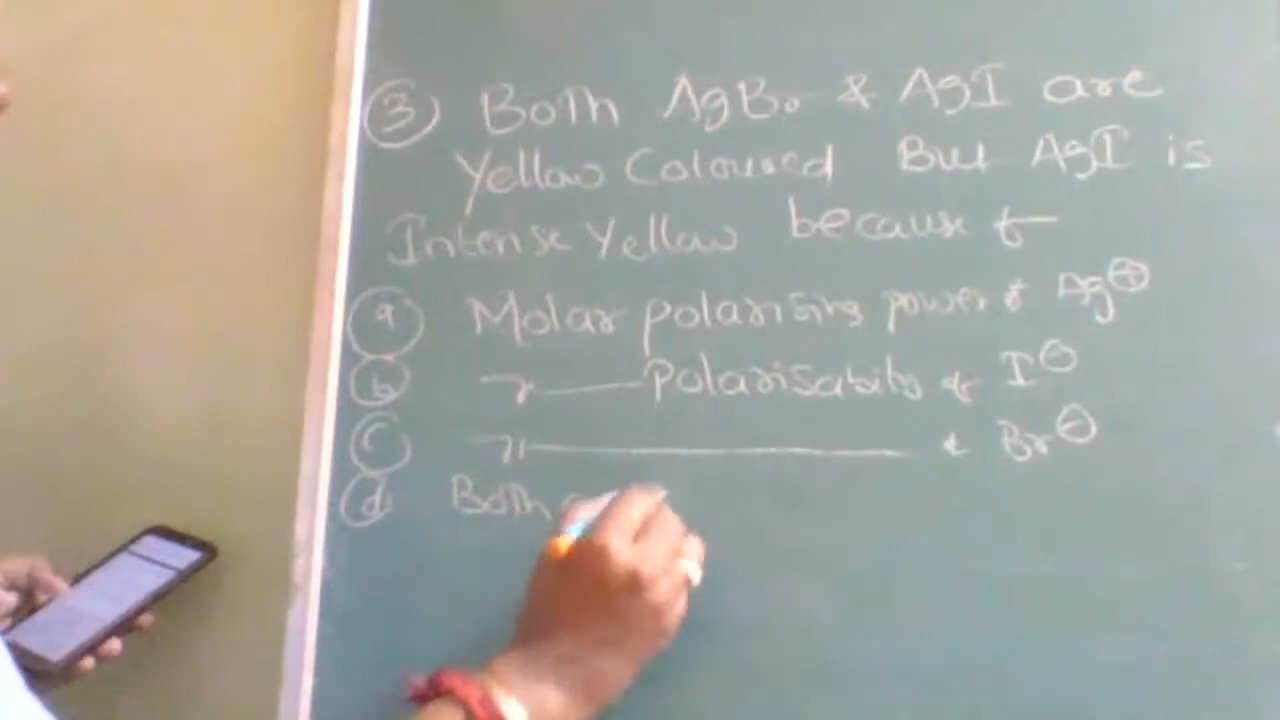 ③ Both AgBr & AgI are
Yellow Coloured But AgI is
Intense Yellow because of
ⓐ Molar polarising power of Ag⊕
ⓑ —〃— Polarisability of I⊖
ⓒ —〃— of Br⊖
ⓓ Both